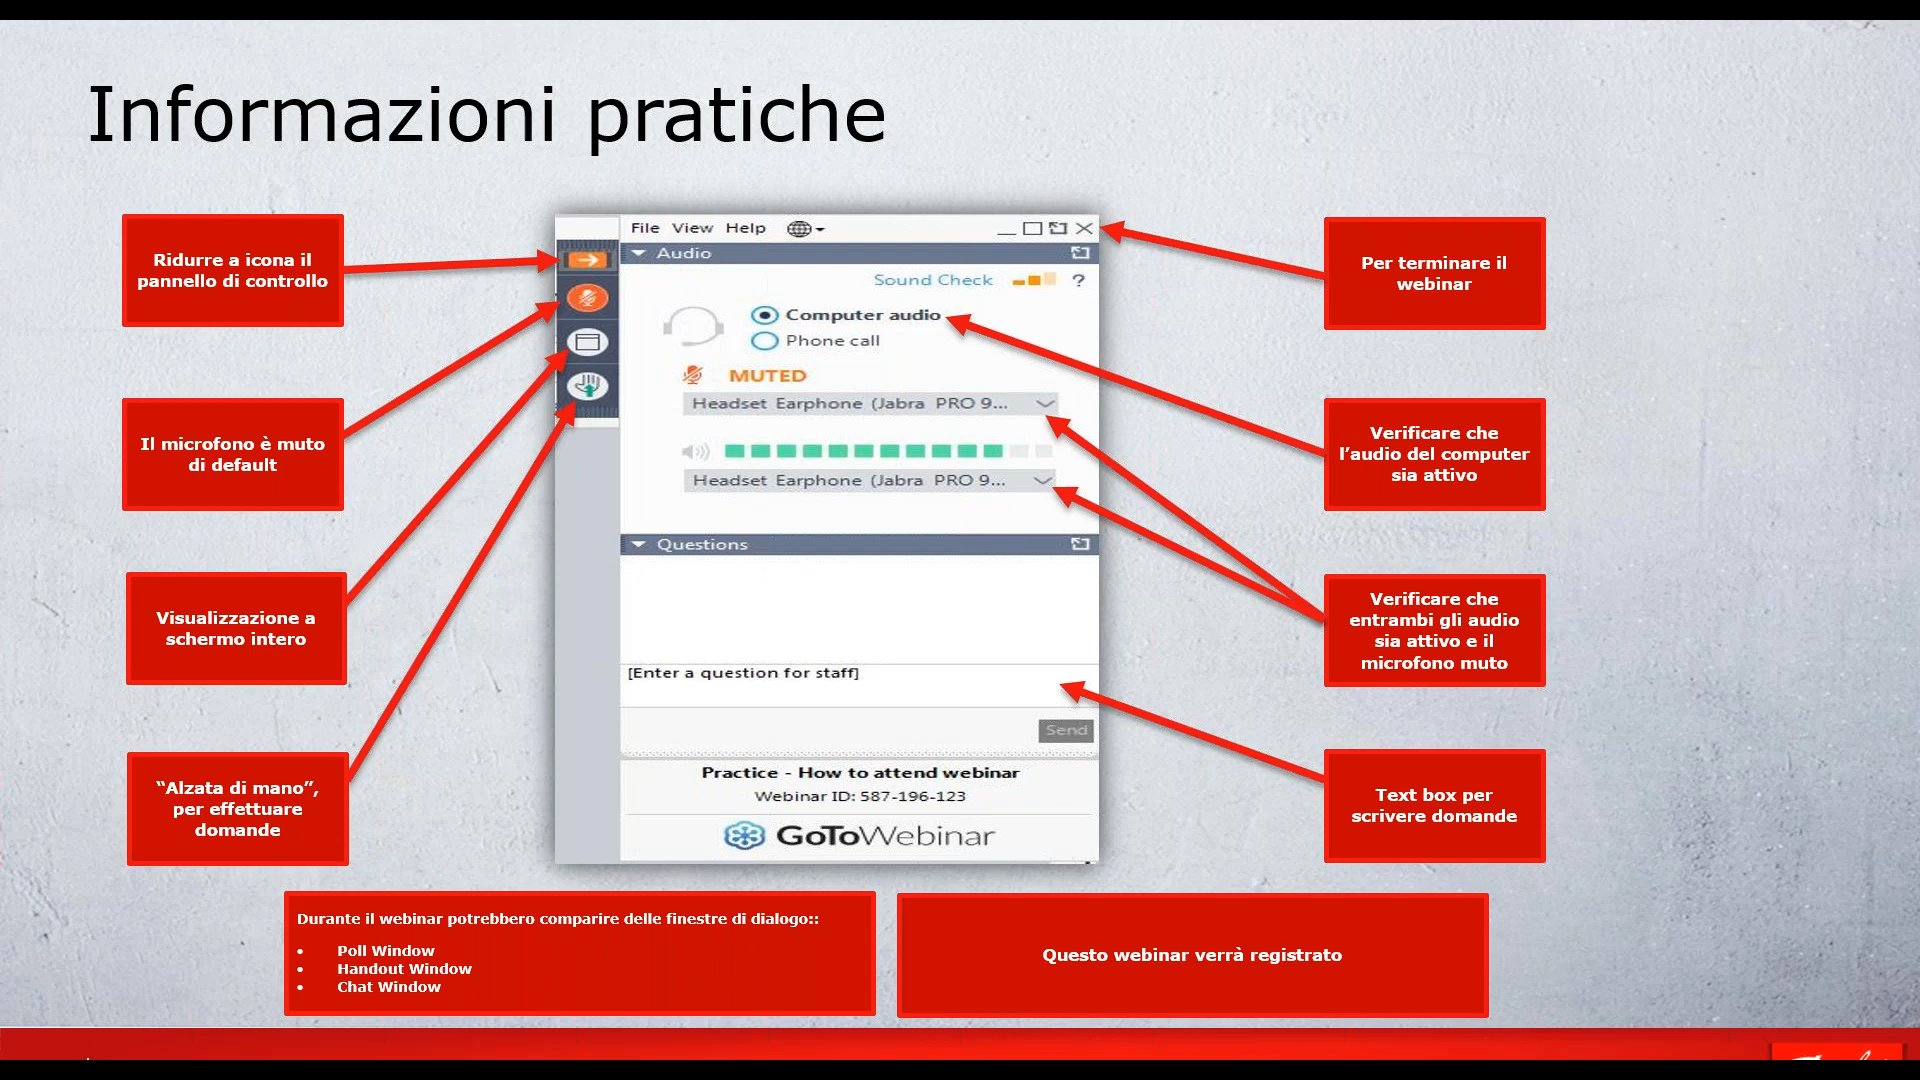 Informazioni pratiche
Ridurre a icona il
pannello di controllo
Il microfono è muto
di default
Visualizzazione a
schermo intero
“Alzata di mano”,
per effettuare
domande
File View Help
Audio
Sound Check ?
Computer audio
Phone call
MUTED
Headset Earphone (Jabra PRO 9...
Headset Earphone (Jabra PRO 9...
Questions
[Enter a question for staff]
Send
Practice - How to attend webinar
Webinar ID: 587-196-123
GoToWebinar
Per terminare il
webinar
Verificare che
l’audio del computer
sia attivo
Verificare che
entrambi gli audio
sia attivo e il
microfono muto
Text box per
scrivere domande
Durante il webinar potrebbero comparire delle finestre di dialogo::
• Poll Window
• Handout Window
• Chat Window
Questo webinar verrà registrato